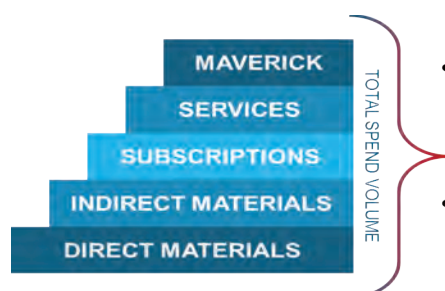 MAVERICK
SERVICES
SUBSCRIPTIONS
INDIRECT MATERIALS
DIRECT MATERIALS
TOTAL SPEND VOLUME
•
•